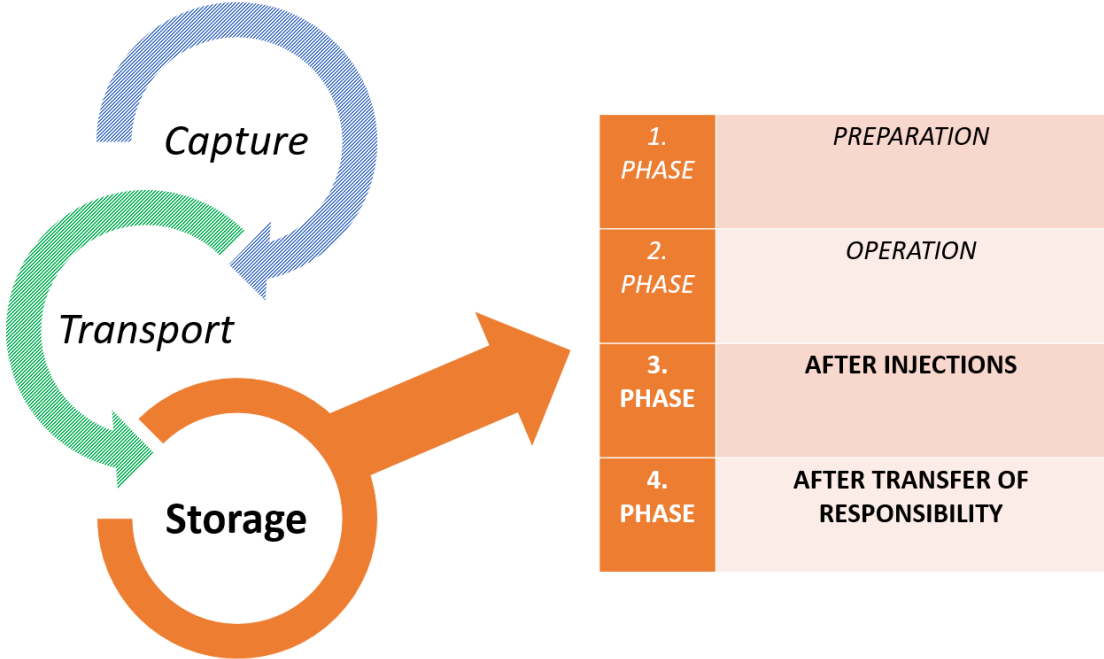 Capture
Transport
Storage
1.
PHASE
PREPARATION
2.
PHASE
OPERATION
3.
PHASE
AFTER INJECTIONS
4.
PHASE
AFTER TRANSFER OF
RESPONSIBILITY